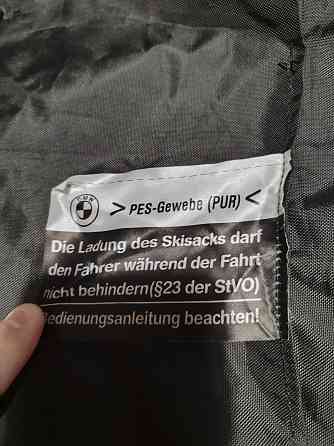 BMW
> PES-Gewebe (PUR) <
Die Ladung des Skisacks darf
den Fahrer während der Fahrt
nicht behindern (§23 der StVO)
Bedienungsanleitung beachten!